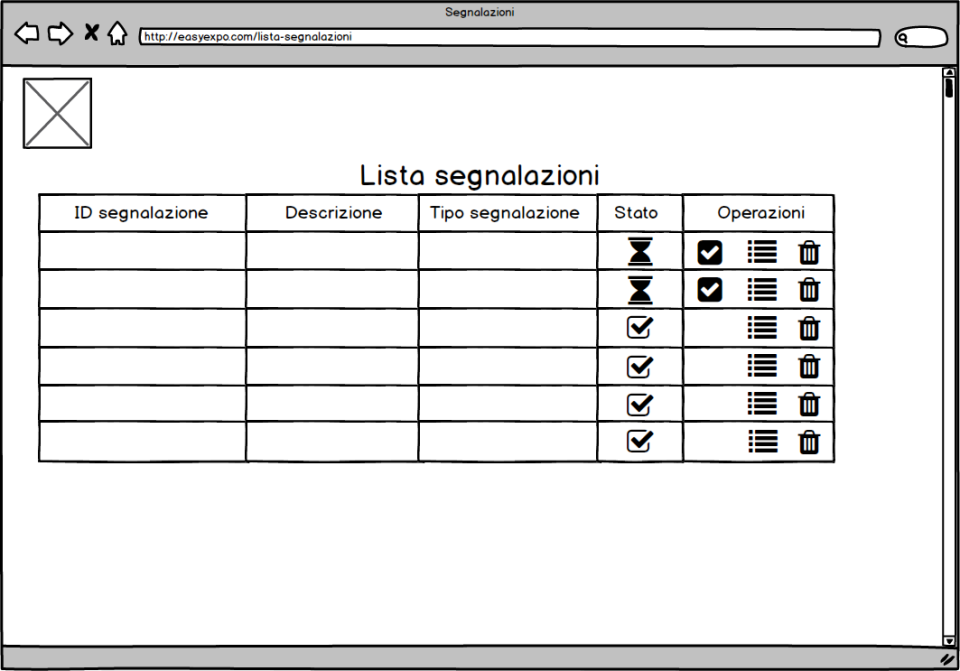 Segnalazioni
http://easyexpo.com/lista-segnalazioni
Lista segnalazioni
ID segnalazione Descrizione Tipo segnalazione Stato Operazioni